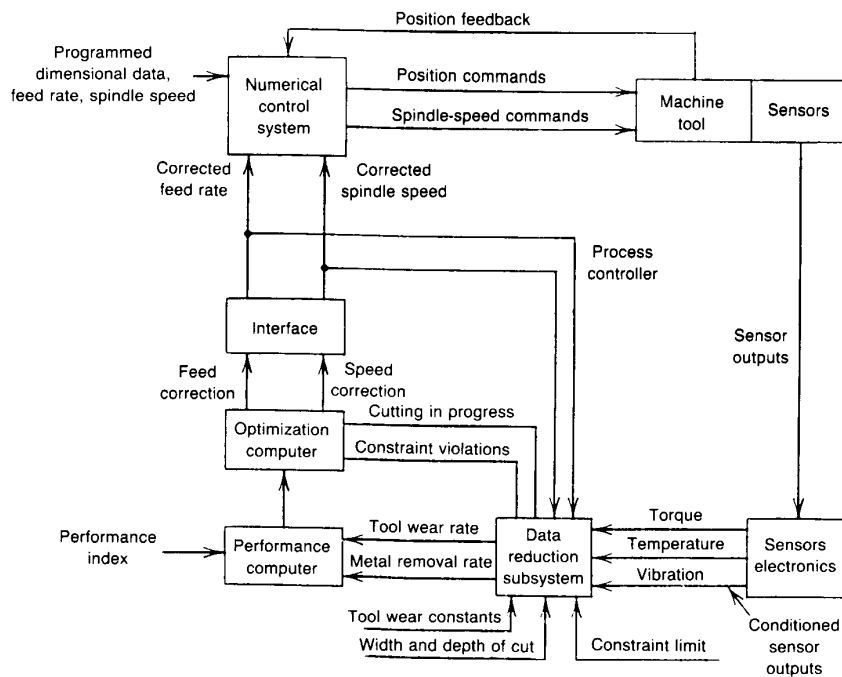 Position feedback
Programmed
dimensional data,
feed rate, spindle speed
Numerical
control
system
Position commands
Spindle-speed commands
Machine
tool
Sensors
Corrected
feed rate
Corrected
spindle speed
Process
controller
Interface
Sensor
outputs
Feed
correction
Speed
correction
Cutting in progress
Optimization
computer
Constraint violations
Performance
index
Performance
computer
Tool wear rate
Metal removal rate
Data
reduction
subsystem
Torque
Temperature
Vibration
Sensors
electronics
Tool wear constants
Width and depth of cut
Constraint limit
Conditioned
sensor
outputs